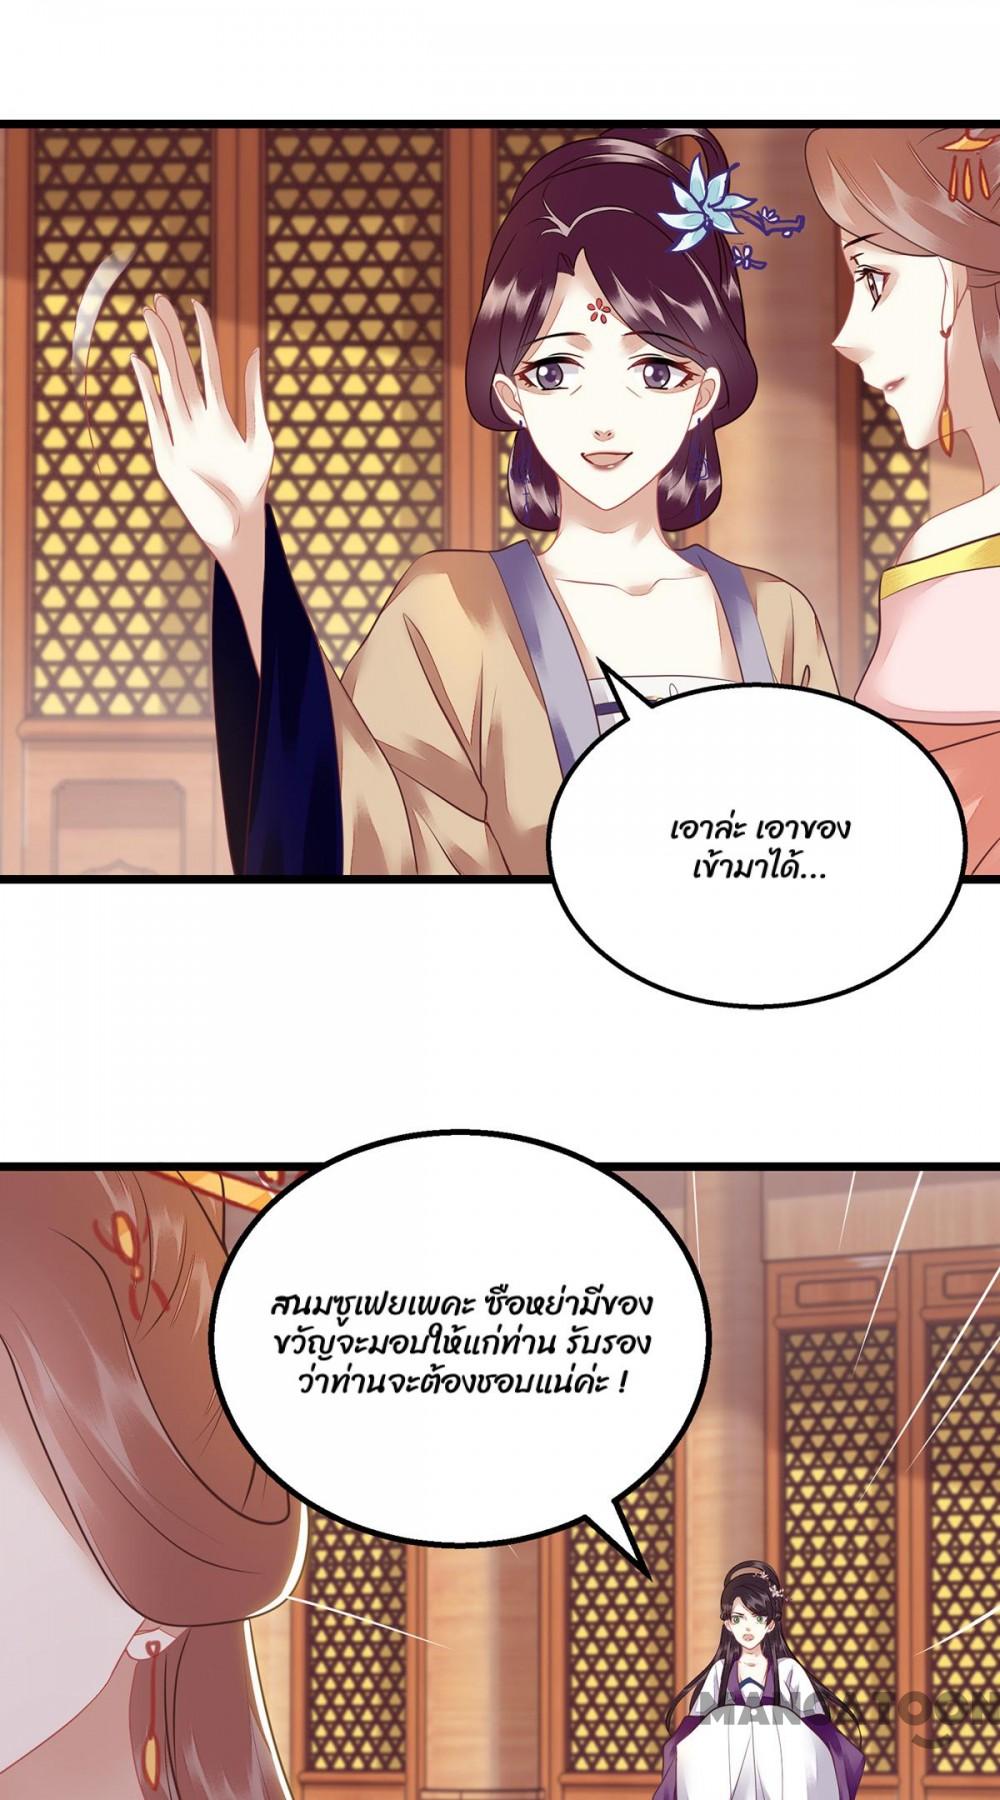 เอาล่ะ เอาของ
เข้ามาได้...
สนมซูเฟยเพคะ ซือหย่ามีของ
ขวัญจะมอบให้แก่ท่าน รับรอง
ว่าท่านจะต้องชอบแน่ค่ะ !
MANGATOON